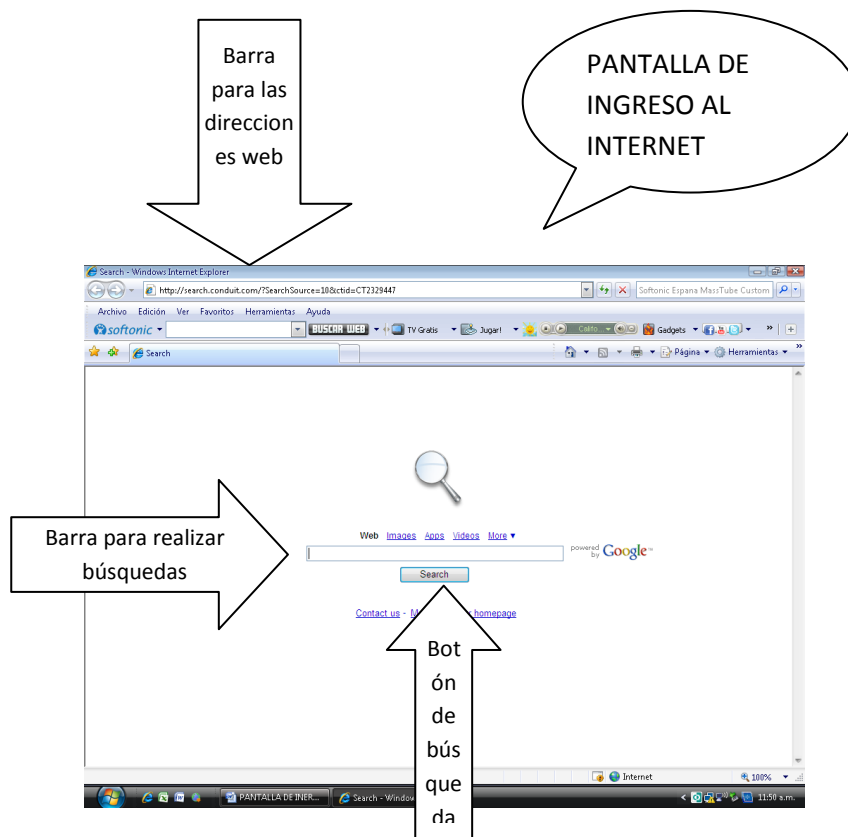 Barra
para las
direccion
es web
PANTALLA DE
INGRESO AL
INTERNET
Search - Windows Internet Explorer
http://search.conduit.com/?SearchSource=10&ctid=CT2329447
Softonic Espana MassTube Custom
Archivo Edición Ver Favoritos Herramientas Ayuda
softonic BUSCAR WEB TV Gratis Jugar! Calito Gadgets
Search Página Herramientas
Barra para realizar
búsquedas
Web Images Apps Videos More
powered
by Google
Search
Contact us - homepage
Bot
ón
de
bús
que
da
Internet 100%
PANTALLA DE INER... Search - Window 11:50 a.m.